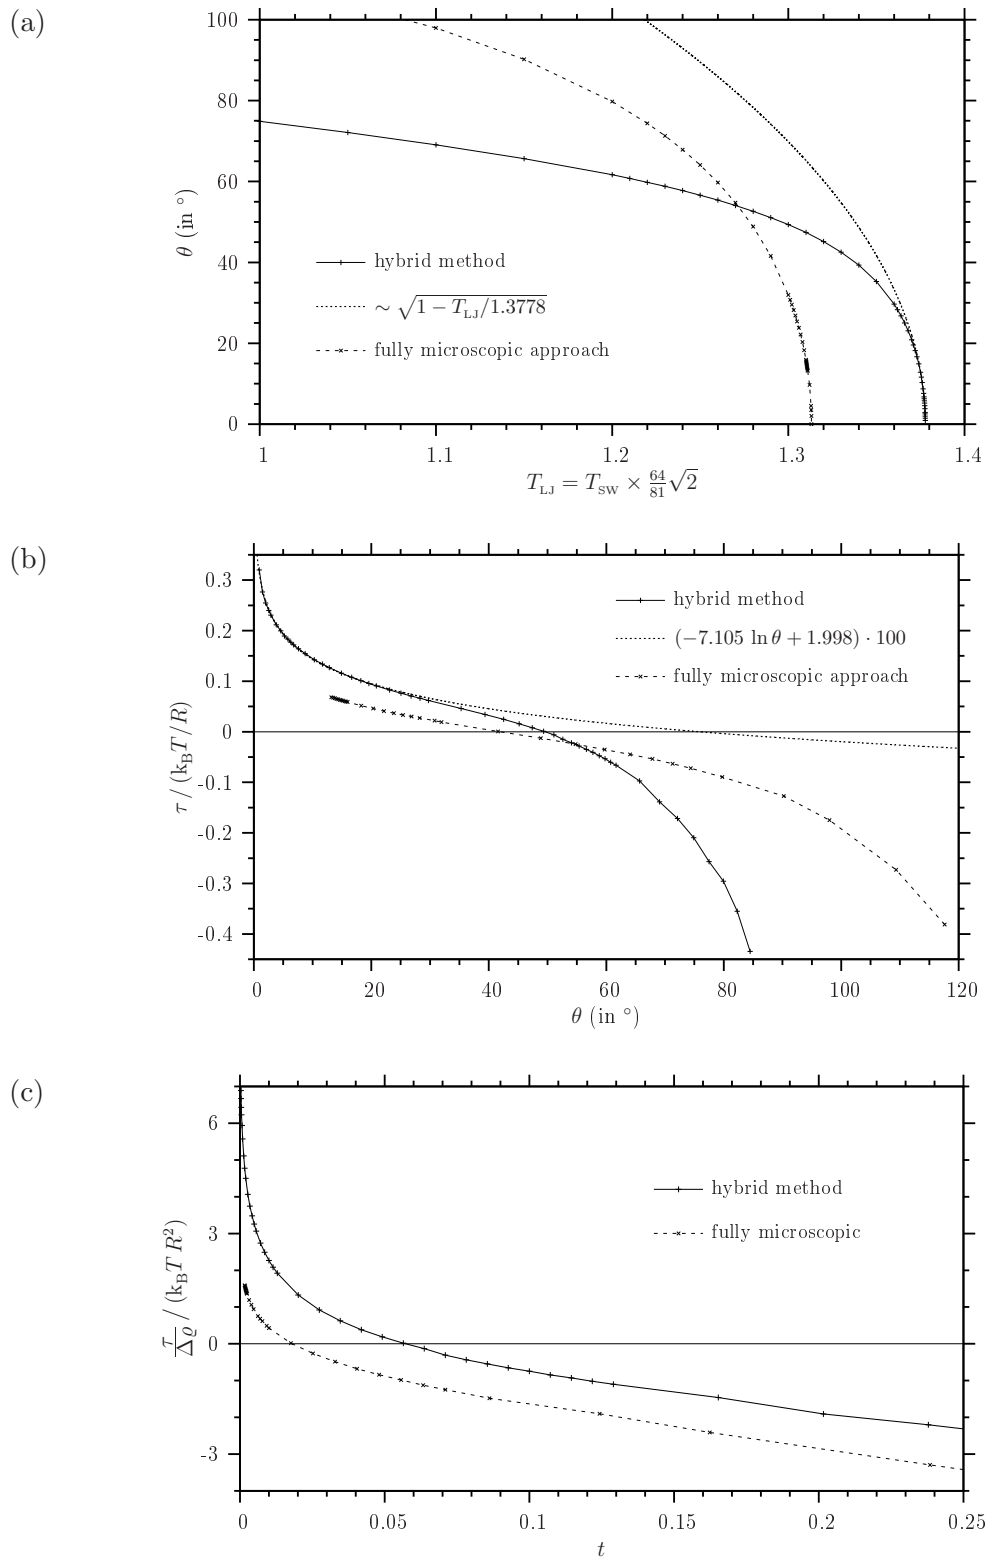 (a)
100
80
60
40
20
0
θ (in °)
hybrid method
∼ √1 − T_LJ/1.3778
fully microscopic approach
1 1.1 1.2 1.3 1.4
T_LJ = T_SW × 64/81 √2
(b)
0.3
0.2
0.1
0
-0.1
-0.2
-0.3
-0.4
τ / (k_B T/R)
hybrid method
(−7.105 ln θ + 1.998) · 100
fully microscopic approach
0 20 40 60 80 100 120
θ (in °)
(c)
6
3
0
-3
τ/Δϱ / (k_B T R²)
hybrid method
fully microscopic
0 0.05 0.1 0.15 0.2 0.25
t